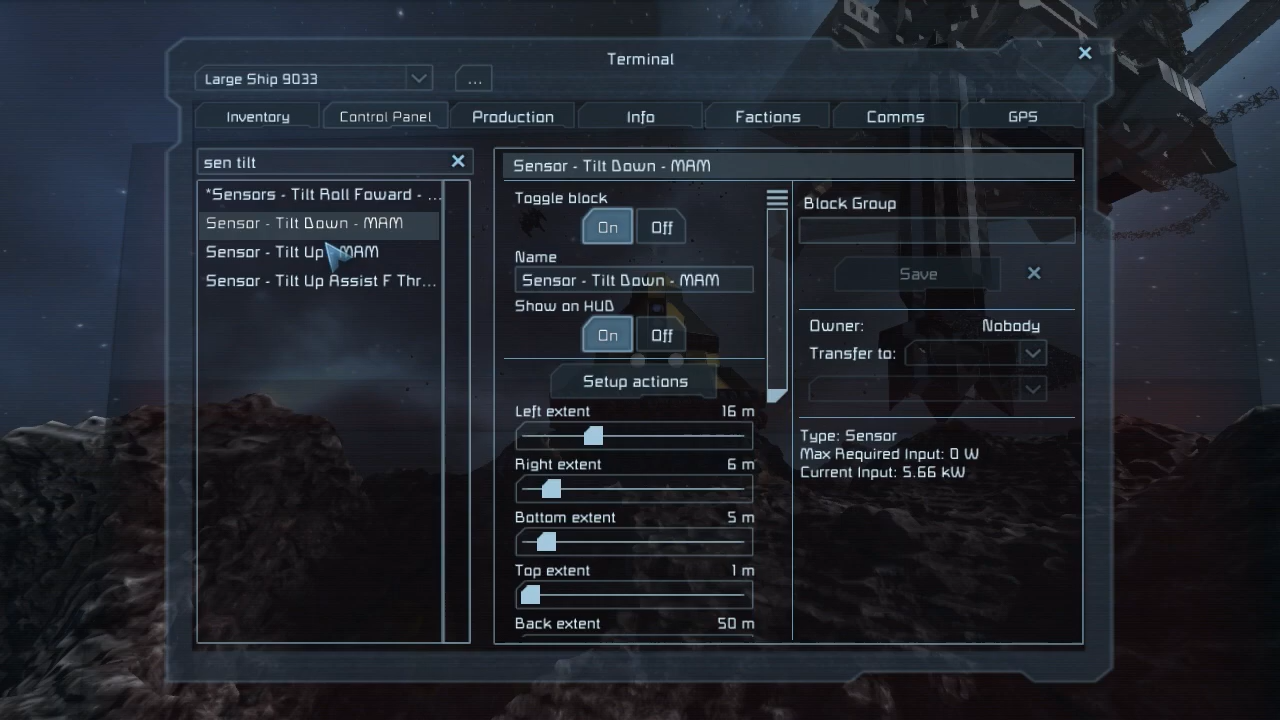 Terminal
Large Ship 9033
...
Inventory
Control Panel
Production
Info
Factions
Comms
GPS
sen tilt
*Sensors - Tilt Roll Foward - ...
Sensor - Tilt Down - MAM
Sensor - Tilt Up - MAM
Sensor - Tilt Up Assist F Thr...
Sensor - Tilt Down - MAM
Toggle block
On Off
Name
Sensor - Tilt Down - MAM
Show on HUD
On Off
Setup actions
Left extent 16 m
Right extent 6 m
Bottom extent 5 m
Top extent 1 m
Back extent 50 m
Block Group
Save
Owner: Nobody
Transfer to:
Type: Sensor
Max Required Input: 0 W
Current Input: 5.66 kW